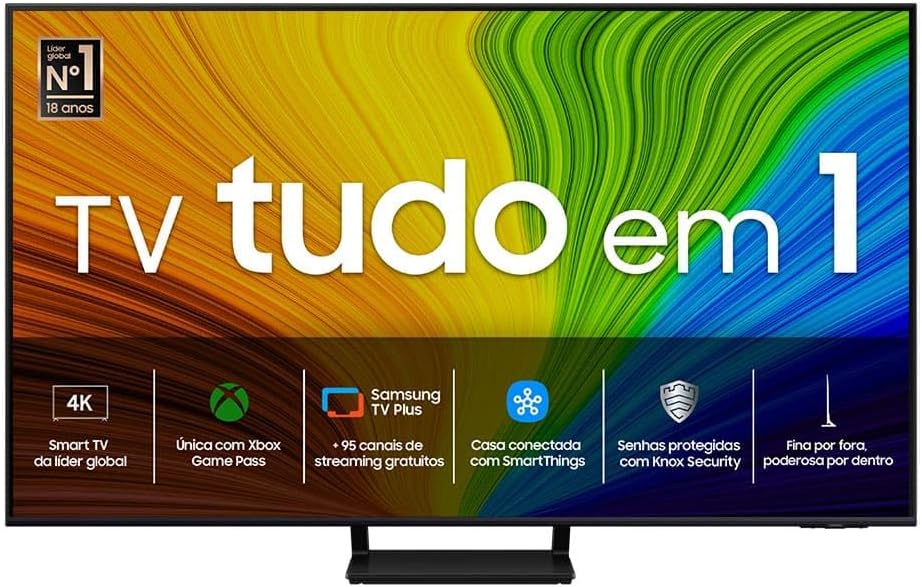 Líder
global
Nº1
18 anos
TV tudo em 1
4K
Smart TV
da líder global
Única com Xbox
Game Pass
Samsung
TV Plus
+ 95 canais de
streaming gratuitos
Casa conectada
com SmartThings
Senhas protegidas
com Knox Security
Fina por fora,
poderosa por dentro